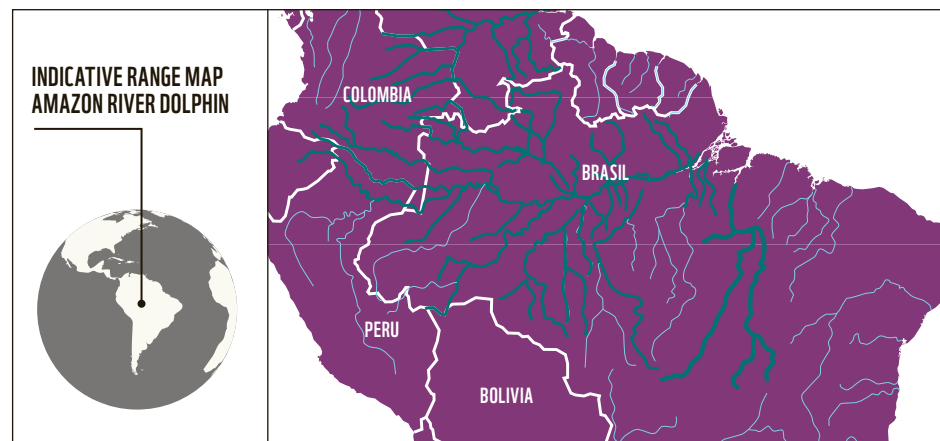 INDICATIVE RANGE MAP
AMAZON RIVER DOLPHIN
COLOMBIA
BRASIL
PERU
BOLIVIA